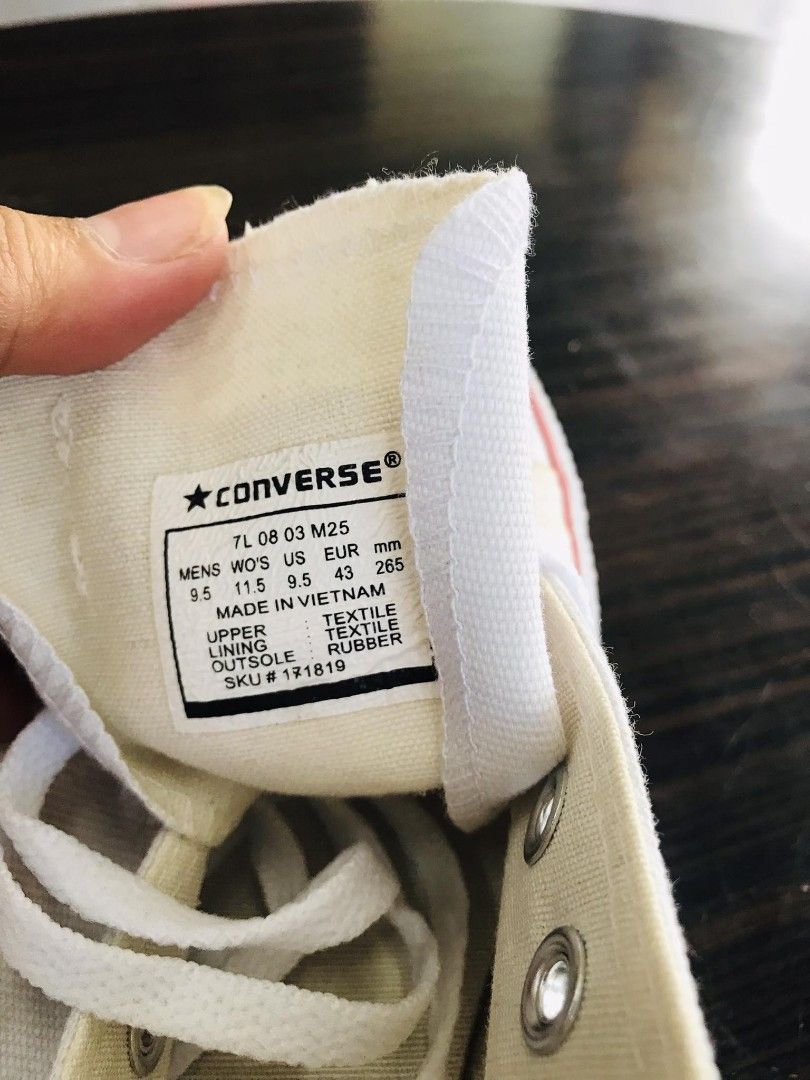 ★CONVERSE®
7L 08 03 M25
MENS WO'S US EUR mm
9.5 11.5 9.5 43 265
MADE IN VIETNAM
UPPER : TEXTILE
LINING : TEXTILE
OUTSOLE : RUBBER
SKU # 171819